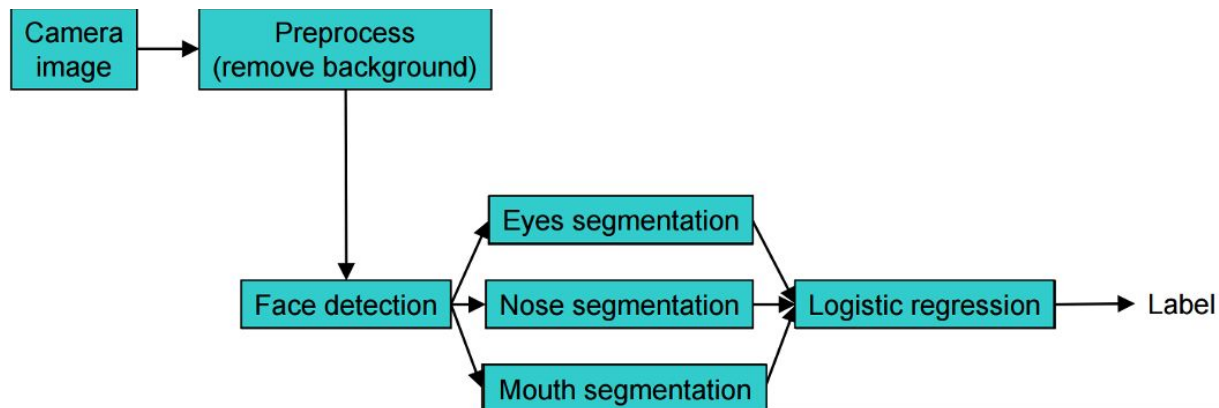 Camera
image
Preprocess
(remove background)
Eyes segmentation
Face detection
Nose segmentation
Logistic regression
Label
Mouth segmentation